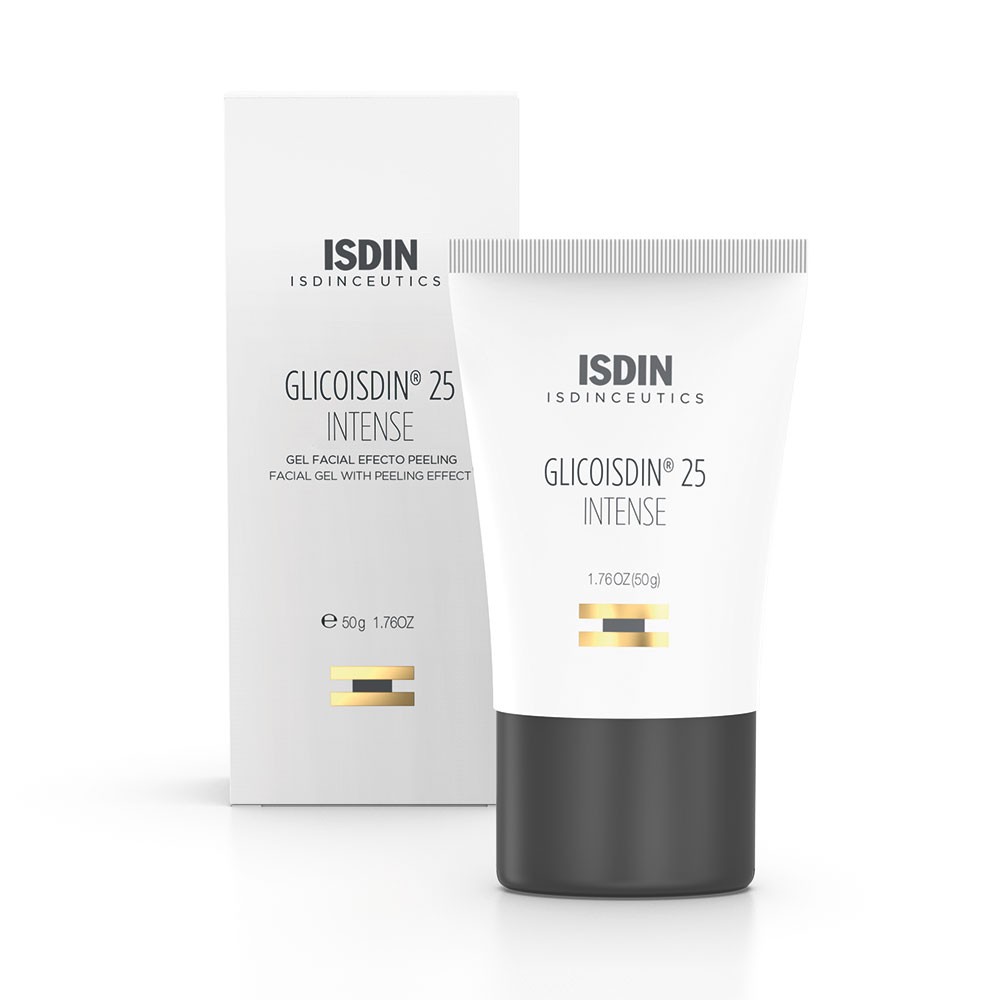 ISDIN
ISDINCEUTICS
GLICOISDIN® 25
INTENSE
GEL FACIAL EFECTO PEELING
FACIAL GEL WITH PEELING EFFECT
℮ 50g 1.76OZ
ISDIN
ISDINCEUTICS
GLICOISDIN® 25
INTENSE
1.76OZ(50g)